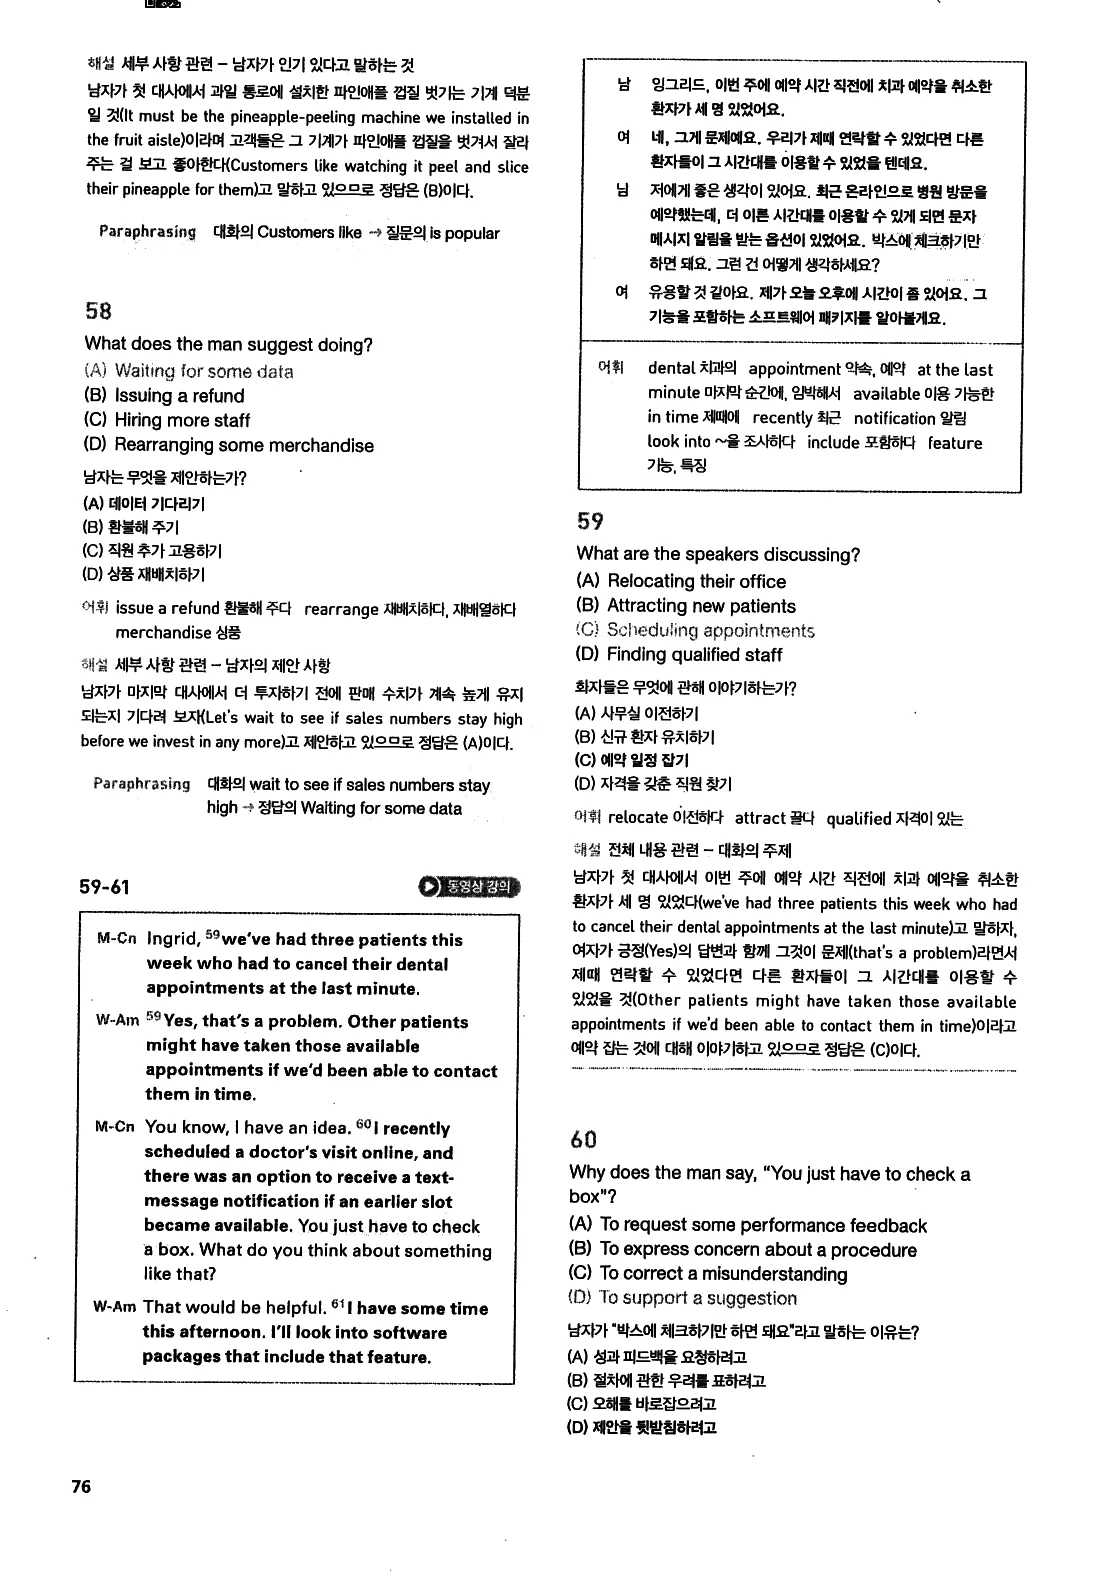 해설 세부 사항 관련 – 남자가 인기 있다고 말하는 것
남자가 첫 대사에서 과일 통로에 설치한 파인애플 껍질 벗기는 기계 덕분
일 것(It must be the pineapple-peeling machine we installed in
the fruit aisle)이라며 고객들은 그 기계가 파인애플 껍질을 벗겨서 잘라
주는 걸 보고 좋아한다(Customers like watching it peel and slice
their pineapple for them)고 말하고 있으므로 정답은 (B)이다.
Paraphrasing 대화의 Customers like → 질문의 is popular
58
What does the man suggest doing?
(A) Waiting for some data
(B) Issuing a refund
(C) Hiring more staff
(D) Rearranging some merchandise
남자는 무엇을 제안하는가?
(A) 데이터 기다리기
(B) 환불해 주기
(C) 직원 추가 고용하기
(D) 상품 재배치하기
어휘 issue a refund 환불해 주다 rearrange 재배치하다, 재배열하다
merchandise 상품
해설 세부 사항 관련 – 남자의 제안 사항
남자가 마지막 대사에서 더 투자하기 전에 판매 수치가 계속 높게 유지
되는지 기다려 보자(Let's wait to see if sales numbers stay high
before we invest in any more)고 제안하고 있으므로 정답은 (A)이다.
Paraphrasing 대화의 wait to see if sales numbers stay
high → 정답의 Waiting for some data
59-61 동영상 강의
M-Cn Ingrid, 59we've had three patients this
week who had to cancel their dental
appointments at the last minute.
W-Am 59Yes, that's a problem. Other patients
might have taken those available
appointments if we'd been able to contact
them in time.
M-Cn You know, I have an idea. 60I recently
scheduled a doctor's visit online, and
there was an option to receive a text-
message notification if an earlier slot
became available. You just have to check
a box. What do you think about something
like that?
W-Am That would be helpful. 61I have some time
this afternoon. I'll look into software
packages that include that feature.
76
남 잉그리드, 이번 주에 예약 시간 직전에 치과 예약을 취소한
환자가 세 명 있었어요.
여 네, 그게 문제예요. 우리가 제때 연락할 수 있었다면 다른
환자들이 그 시간대를 이용할 수 있었을 텐데요.
남 저에게 좋은 생각이 있어요. 최근 온라인으로 병원 방문을
예약했는데, 더 이른 시간대를 이용할 수 있게 되면 문자
메시지 알림을 받는 옵션이 있었어요. 박스에 체크하기만
하면 돼요. 그런 건 어떻게 생각하세요?
여 유용할 것 같아요. 제가 오늘 오후에 시간이 좀 있어요. 그
기능을 포함하는 소프트웨어 패키지를 알아볼게요.
어휘 dental 치과의 appointment 약속, 예약 at the last
minute 마지막 순간에, 임박해서 available 이용 가능한
in time 제때에 recently 최근 notification 알림
look into ~을 조사하다 include 포함하다 feature
기능, 특징
59
What are the speakers discussing?
(A) Relocating their office
(B) Attracting new patients
(C) Scheduling appointments
(D) Finding qualified staff
화자들은 무엇에 관해 이야기하는가?
(A) 사무실 이전하기
(B) 신규 환자 유치하기
(C) 예약 일정 잡기
(D) 자격을 갖춘 직원 찾기
어휘 relocate 이전하다 attract 끌다 qualified 자격이 있는
해설 전체 내용 관련 – 대화의 주제
남자가 첫 대사에서 이번 주에 예약 시간 직전에 치과 예약을 취소한
환자가 세 명 있었다(we've had three patients this week who had
to cancel their dental appointments at the last minute)고 말하자,
여자가 긍정(Yes)의 답변과 함께 그것이 문제(that's a problem)라면서
제때 연락할 수 있었다면 다른 환자들이 그 시간대를 이용할 수
있었을 것(Other patients might have taken those available
appointments if we'd been able to contact them in time)이라고
예약 잡는 것에 대해 이야기하고 있으므로 정답은 (C)이다.
60
Why does the man say, "You just have to check a
box"?
(A) To request some performance feedback
(B) To express concern about a procedure
(C) To correct a misunderstanding
(D) To support a suggestion
남자가 "박스에 체크하기만 하면 돼요"라고 말하는 이유는?
(A) 성과 피드백을 요청하려고
(B) 절차에 관한 우려를 표하려고
(C) 오해를 바로잡으려고
(D) 제안을 뒷받침하려고